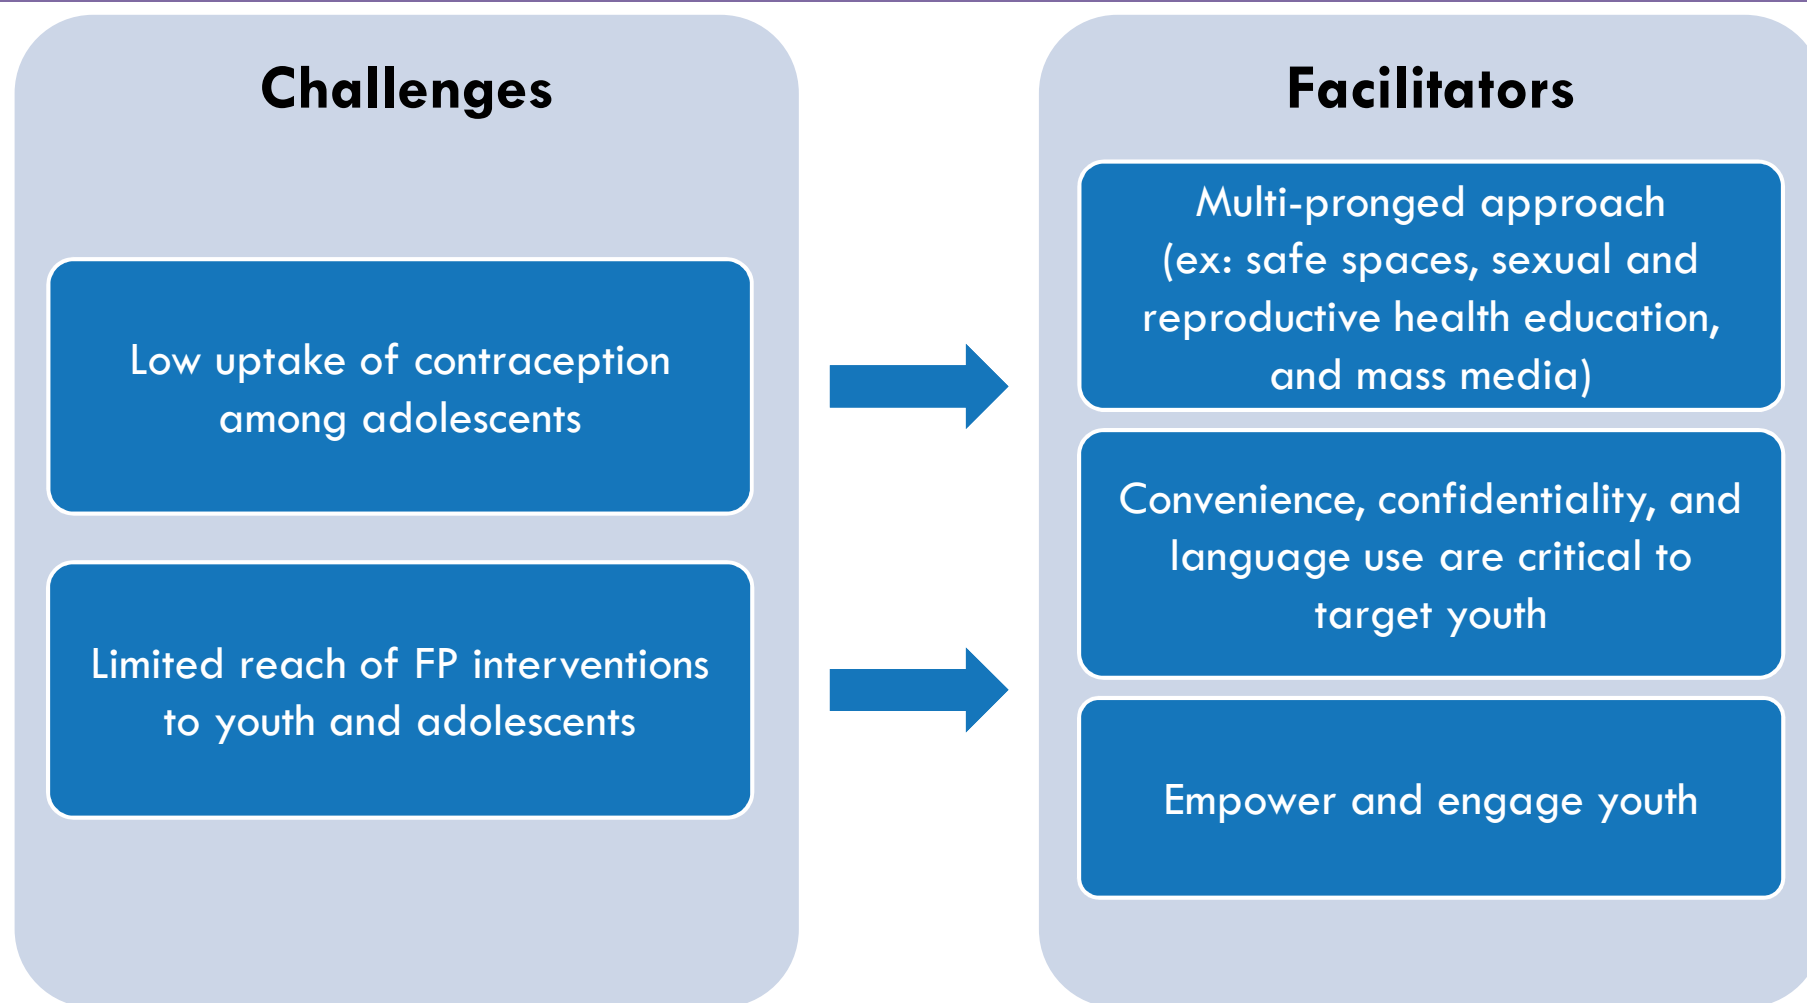 Challenges
Low uptake of contraception
among adolescents
Limited reach of FP interventions
to youth and adolescents
Facilitators
Multi-pronged approach
(ex: safe spaces, sexual and
reproductive health education,
and mass media)
Convenience, confidentiality, and
language use are critical to
target youth
Empower and engage youth